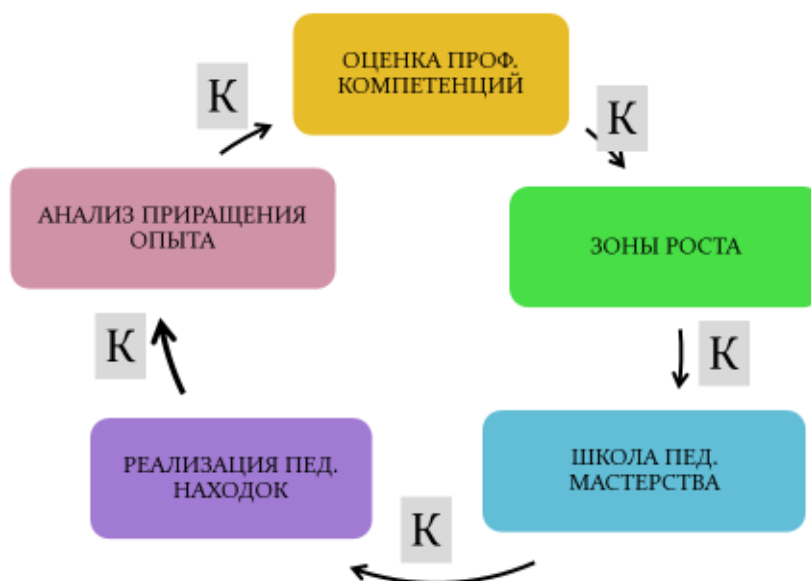 ОЦЕНКА ПРОФ.
КОМПЕТЕНЦИЙ
К
К
АНАЛИЗ ПРИРАЩЕНИЯ
ОПЫТА
ЗОНЫ РОСТА
К
К
РЕАЛИЗАЦИЯ ПЕД.
НАХОДОК
ШКОЛА ПЕД.
МАСТЕРСТВА
К